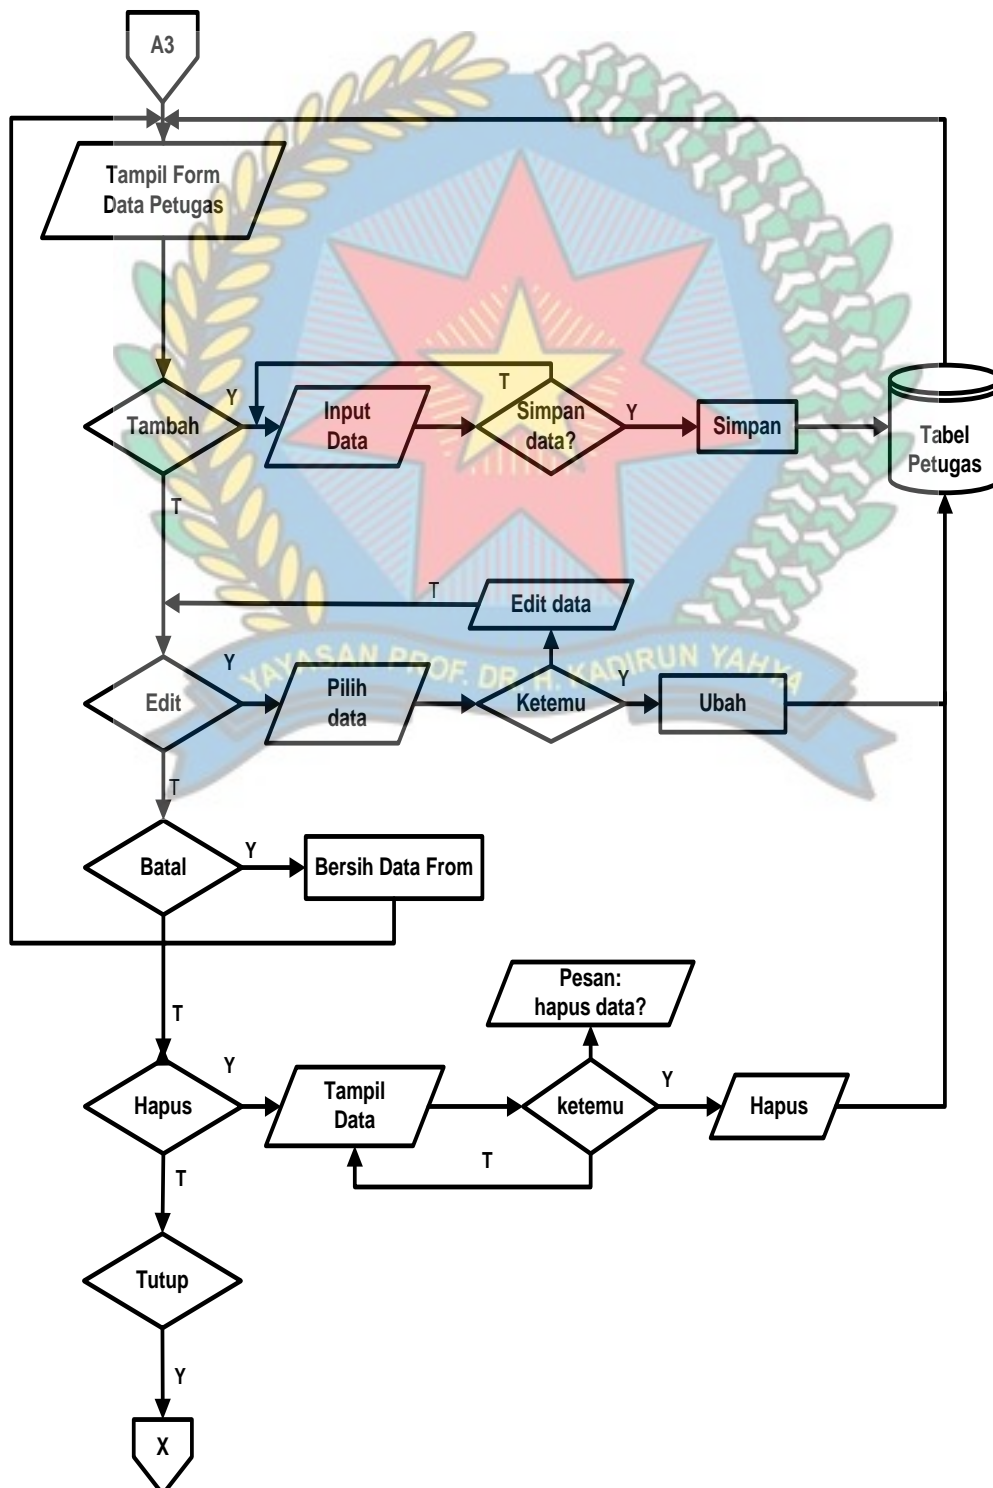 A3
Tampil Form
Data Petugas
Tambah
Y
Input
Data
T
Simpan
data?
Y
Simpan
Tabel
Petugas
T
T
Edit data
YAYASAN PROF. DR. H. KADIRUN YAHYA
Edit
Y
Pilih
data
Ketemu
Y
Ubah
T
Batal
Y
Bersih Data From
T
Pesan:
hapus data?
Hapus
Y
Tampil
Data
ketemu
Y
Hapus
T
T
Tutup
Y
X